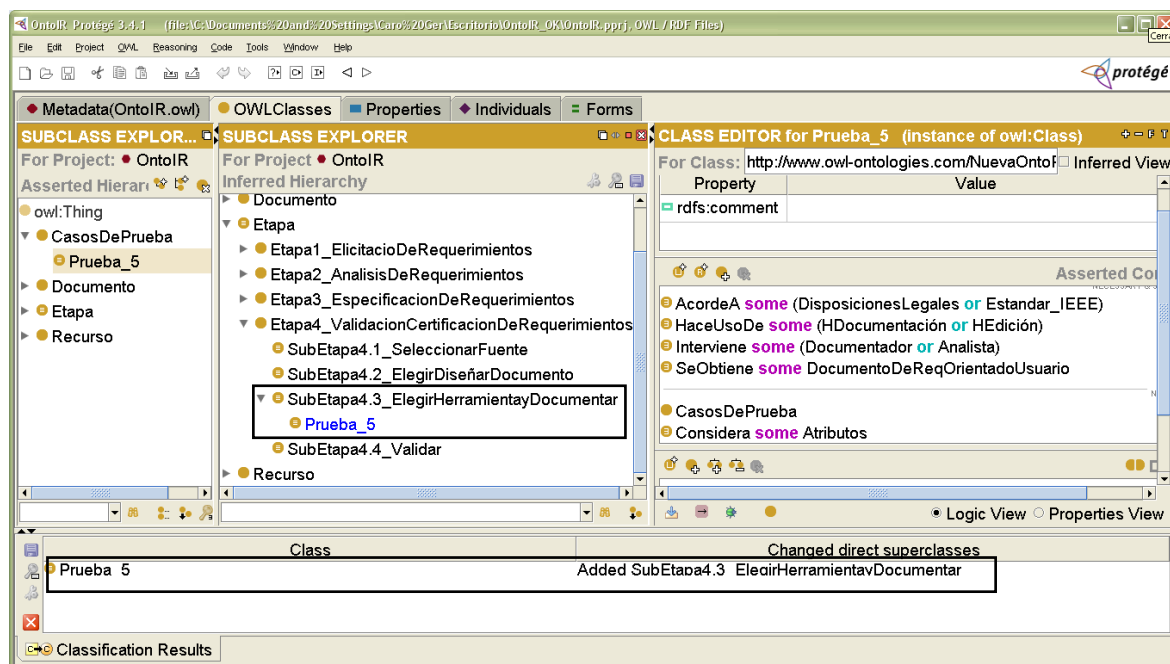 OntoIR Protégé 3.4.1 (file:\C:\Documents%20and%20Settings\Caro%20Ger\Escritorio\OntoIR_OK\OntoIR.pprj, OWL / RDF Files)
Cerra
File Edit Project OWL Reasoning Code Tools Window Help
protégé
Metadata(OntoIR.owl) OWLClasses Properties Individuals Forms
SUBCLASS EXPLOR...
For Project: OntoIR
Asserted Hierarc
owl:Thing
CasosDePrueba
Prueba_5
Documento
Etapa
Recurso
SUBCLASS EXPLORER
For Project OntoIR
Inferred Hierarchy
Documento
Etapa
Etapa1_ElicitacioDeRequerimientos
Etapa2_AnalisisDeRequerimientos
Etapa3_EspecificacionDeRequerimientos
Etapa4_ValidacionCertificacionDeRequerimientos
SubEtapa4.1_SeleccionarFuente
SubEtapa4.2_ElegirDiseñarDocumento
SubEtapa4.3_ElegirHerramientayDocumentar
Prueba_5
SubEtapa4.4_Validar
Recurso
CLASS EDITOR for Prueba_5 (instance of owl:Class)
For Class: http://www.owl-ontologies.com/NuevaOntoI Inferred View
Property Value
rdfs:comment
Asserted Co
NECESSARY &
AcordeA some (DisposicionesLegales or Estandar_IEEE)
HaceUsoDe some (HDocumentación or HEdición)
Interviene some (Documentador or Analista)
SeObtiene some DocumentoDeReqOrientadoUsuario
N
CasosDePrueba
Considera some Atributos
Logic View Properties View
Class Changed direct superclasses
Prueba_5 Added SubEtapa4.3_ElegirHerramientayDocumentar
Classification Results